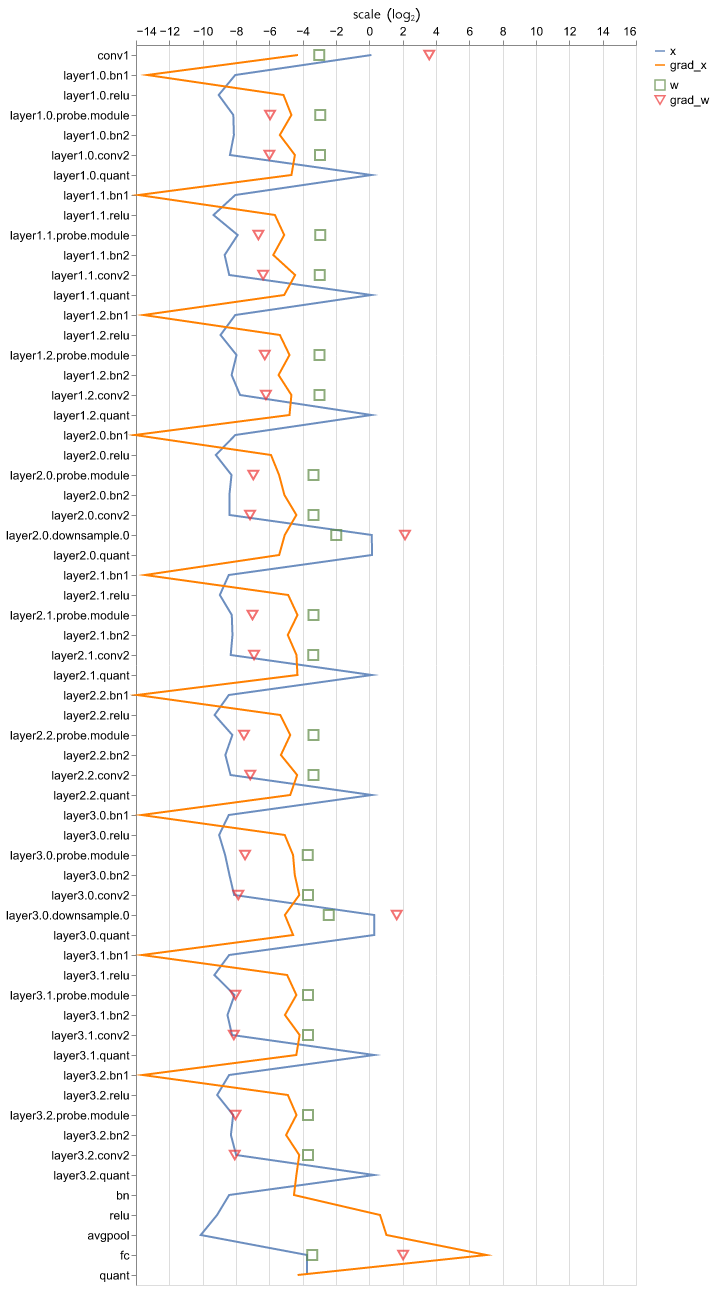 scale (log₂)
−14 −12 −10 −8 −6 −4 −2 0 2 4 6 8 10 12 14 16
x
grad_x
w
grad_w
conv1
layer1.0.bn1
layer1.0.relu
layer1.0.probe.module
layer1.0.bn2
layer1.0.conv2
layer1.0.quant
layer1.1.bn1
layer1.1.relu
layer1.1.probe.module
layer1.1.bn2
layer1.1.conv2
layer1.1.quant
layer1.2.bn1
layer1.2.relu
layer1.2.probe.module
layer1.2.bn2
layer1.2.conv2
layer1.2.quant
layer2.0.bn1
layer2.0.relu
layer2.0.probe.module
layer2.0.bn2
layer2.0.conv2
layer2.0.downsample.0
layer2.0.quant
layer2.1.bn1
layer2.1.relu
layer2.1.probe.module
layer2.1.bn2
layer2.1.conv2
layer2.1.quant
layer2.2.bn1
layer2.2.relu
layer2.2.probe.module
layer2.2.bn2
layer2.2.conv2
layer2.2.quant
layer3.0.bn1
layer3.0.relu
layer3.0.probe.module
layer3.0.bn2
layer3.0.conv2
layer3.0.downsample.0
layer3.0.quant
layer3.1.bn1
layer3.1.relu
layer3.1.probe.module
layer3.1.bn2
layer3.1.conv2
layer3.1.quant
layer3.2.bn1
layer3.2.relu
layer3.2.probe.module
layer3.2.bn2
layer3.2.conv2
layer3.2.quant
bn
relu
avgpool
fc
quant